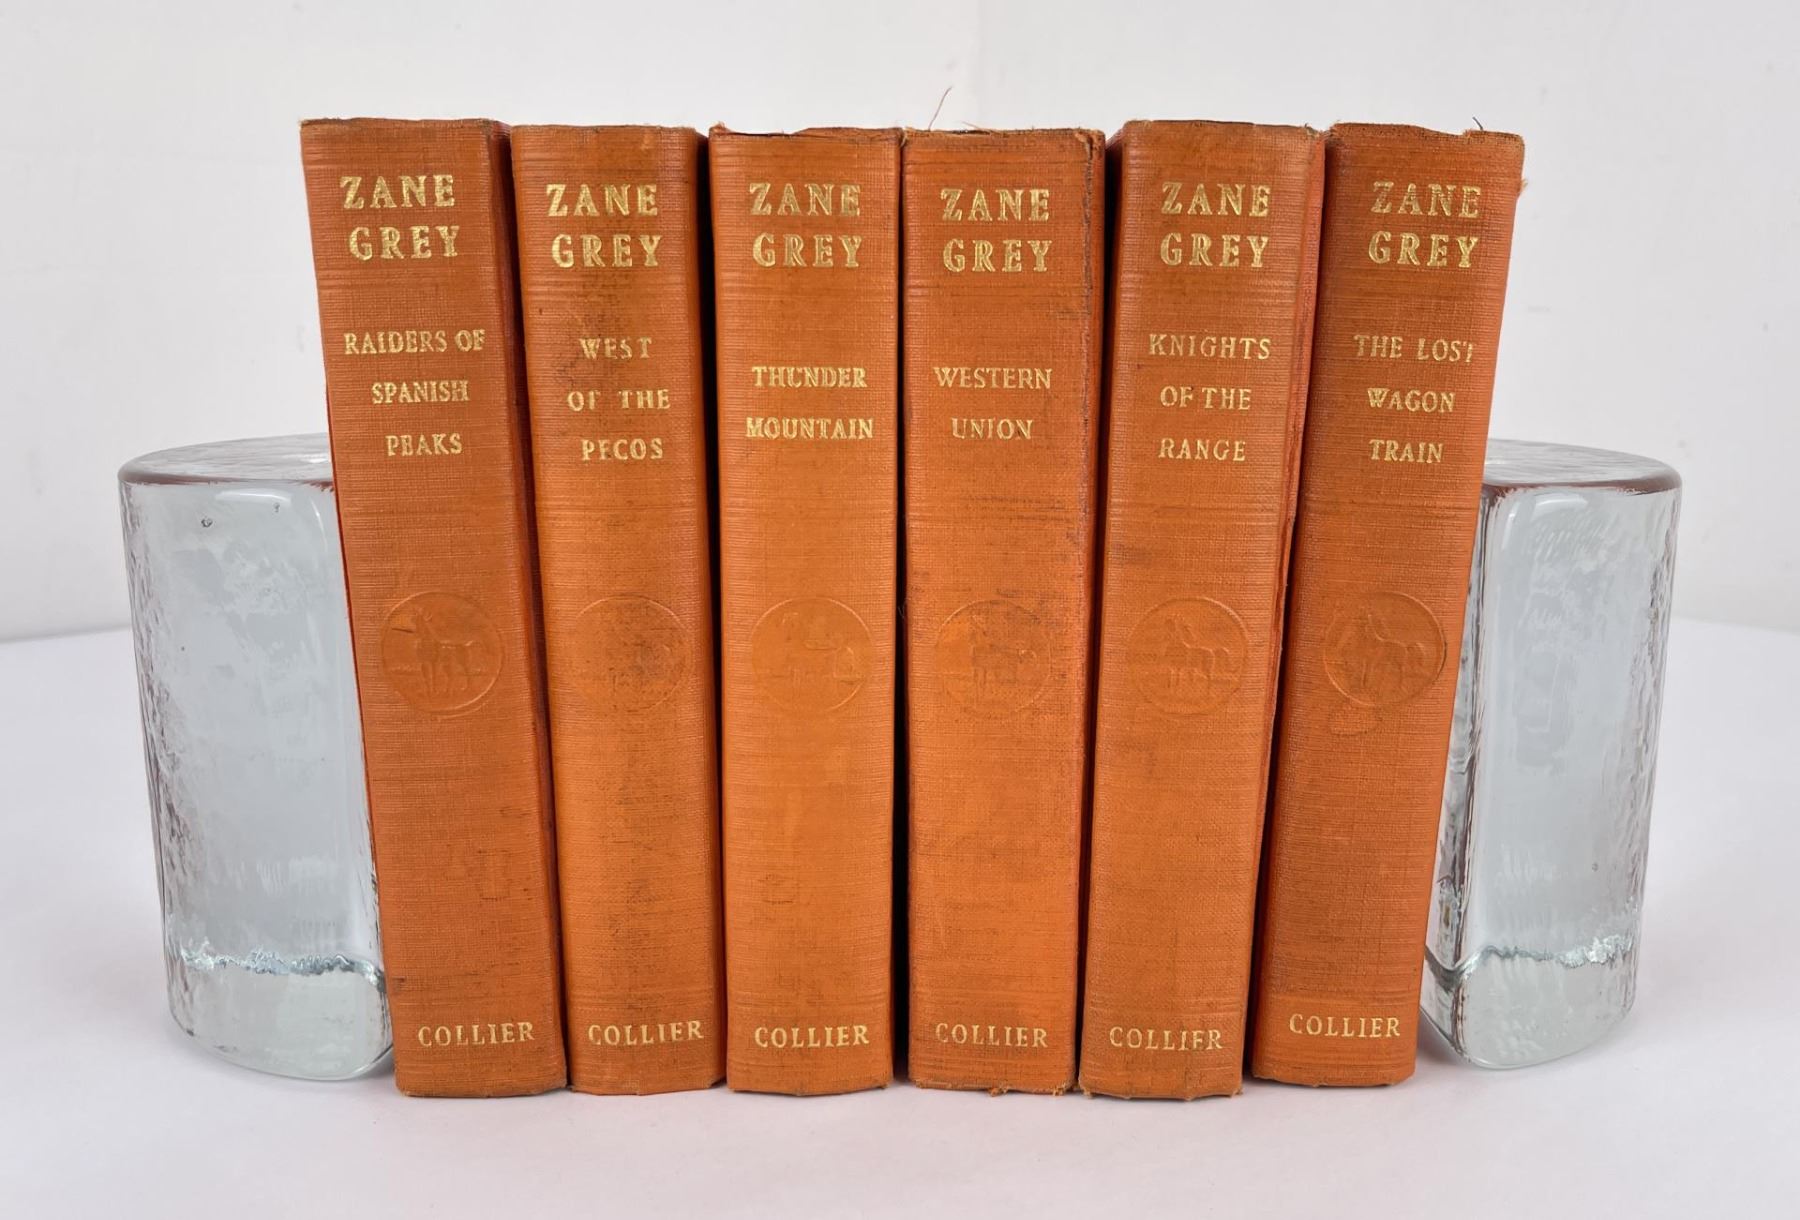 ZANE
GREY
RAIDERS OF
SPANISH
PEAKS
COLLIER
ZANE
GREY
WEST
OF THE
PECOS
COLLIER
ZANE
GREY
THUNDER
MOUNTAIN
COLLIER
ZANE
GREY
WESTERN
UNION
COLLIER
ZANE
GREY
KNIGHTS
OF THE
RANGE
COLLIER
ZANE
GREY
THE LOST
WAGON
TRAIN
COLLIER